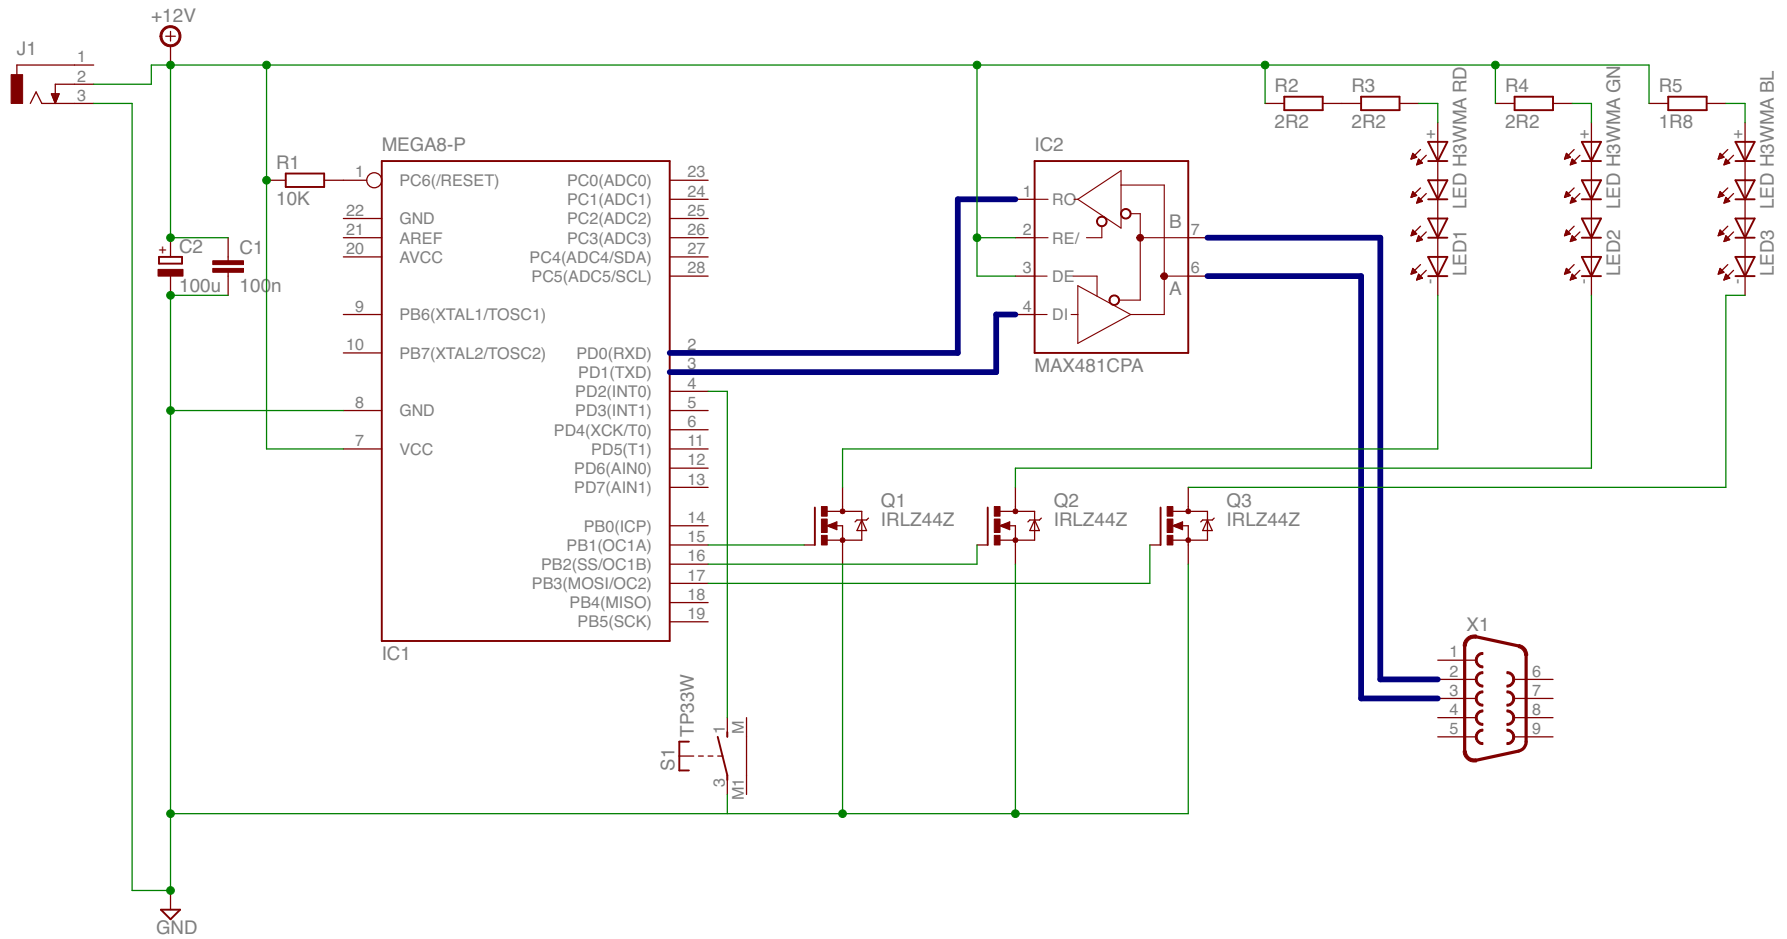 +12V
J1
1
2
3
R1
10K
C2
+
100u
C1
100n
MEGA8-P
1
PC6(/RESET)
22
GND
21
AREF
20
AVCC
9
PB6(XTAL1/TOSC1)
10
PB7(XTAL2/TOSC2)
8
GND
7
VCC
PC0(ADC0)
23
PC1(ADC1)
24
PC2(ADC2)
25
PC3(ADC3)
26
PC4(ADC4/SDA)
27
PC5(ADC5/SCL)
28
PD0(RXD)
2
PD1(TXD)
3
PD2(INT0)
4
PD3(INT1)
5
PD4(XCK/T0)
6
PD5(T1)
11
PD6(AIN0)
12
PD7(AIN1)
13
PB0(ICP)
14
PB1(OC1A)
15
PB2(SS/OC1B)
16
PB3(MOSI/OC2)
17
PB4(MISO)
18
PB5(SCK)
19
IC1
IC2
1
RO
2
RE/
3
DE
4
DI
B
7
6
A
MAX481CPA
R2
2R2
R3
2R2
+
-
LED1
LED H3WMA RD
R4
2R2
+
-
LED2
LED H3WMA GN
R5
1R8
+
-
LED3
LED H3WMA BL
Q1
IRLZ44Z
Q2
IRLZ44Z
Q3
IRLZ44Z
S1
TP33W
1
M
3
M1
X1
1
2
3
4
5
6
7
8
9
GND